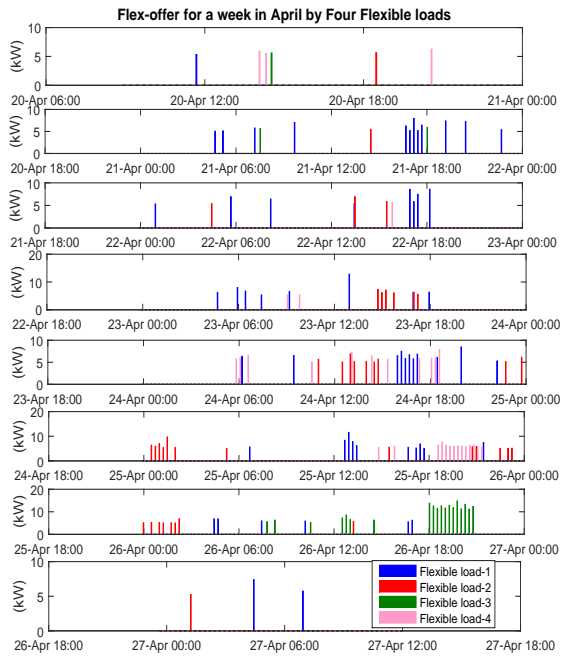 Flex-offer for a week in April by Four Flexible loads
10
5
0
(kW)
20-Apr 06:00 20-Apr 12:00 20-Apr 18:00 21-Apr 00:00
10
5
0
(kW)
20-Apr 18:00 21-Apr 00:00 21-Apr 06:00 21-Apr 12:00 21-Apr 18:00 22-Apr 00:00
10
5
0
(kW)
21-Apr 18:00 22-Apr 00:00 22-Apr 06:00 22-Apr 12:00 22-Apr 18:00 23-Apr 00:00
20
10
0
(kW)
22-Apr 18:00 23-Apr 00:00 23-Apr 06:00 23-Apr 12:00 23-Apr 18:00 24-Apr 00:00
10
5
0
(kW)
23-Apr 18:00 24-Apr 00:00 24-Apr 06:00 24-Apr 12:00 24-Apr 18:00 25-Apr 00:00
20
10
0
(kW)
24-Apr 18:00 25-Apr 00:00 25-Apr 06:00 25-Apr 12:00 25-Apr 18:00 26-Apr 00:00
20
10
0
(kW)
25-Apr 18:00 26-Apr 00:00 26-Apr 06:00 26-Apr 12:00 26-Apr 18:00 27-Apr 00:00
10
5
0
(kW)
Flexible load-1
Flexible load-2
Flexible load-3
Flexible load-4
26-Apr 18:00 27-Apr 00:00 27-Apr 06:00 27-Apr 12:00 27-Apr 18:00